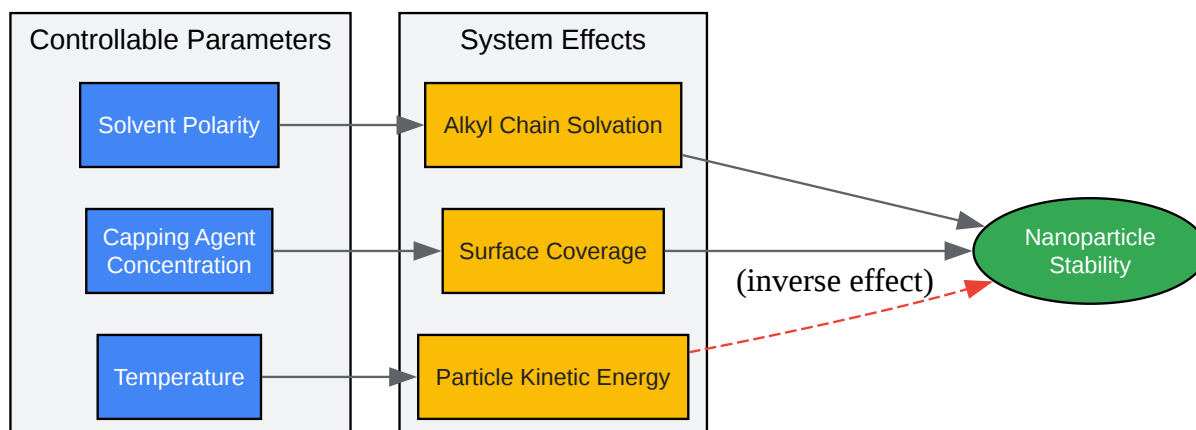 Controllable Parameters
System Effects
Solvent Polarity
Alkyl Chain Solvation
Capping Agent
Concentration
Surface Coverage
Nanoparticle
Stability
(inverse effect)
Temperature
Particle Kinetic Energy